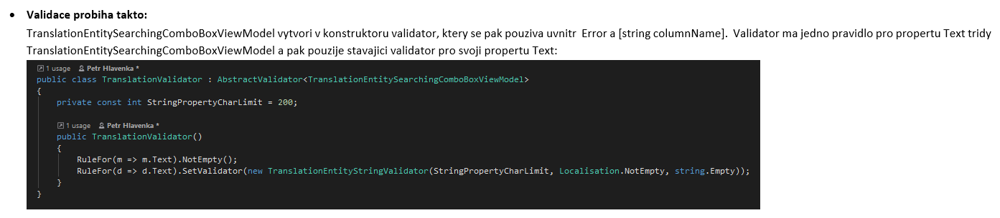 • Validace probiha takto:
TranslationEntitySearchingComboBoxViewModel vytvori v konstruktoru validator, ktery se pak pouziva uvnitr  Error a [string columnName].  Validator ma jedno pravidlo pro propertu Text tridy
TranslationEntitySearchingComboBoxViewModel a pak pouzije stavajici validator pro svoji propertu Text:
1 usage  Petr Hlavenka *
public class TranslationValidator : AbstractValidator<TranslationEntitySearchingComboBoxViewModel>
{
    private const int StringPropertyCharLimit = 200;
    1 usage  Petr Hlavenka *
    public TranslationValidator()
    {
        RuleFor(m => m.Text).NotEmpty();
        RuleFor(d => d.Text).SetValidator(new TranslationEntityStringValidator(StringPropertyCharLimit, Localisation.NotEmpty, string.Empty));
    }
}